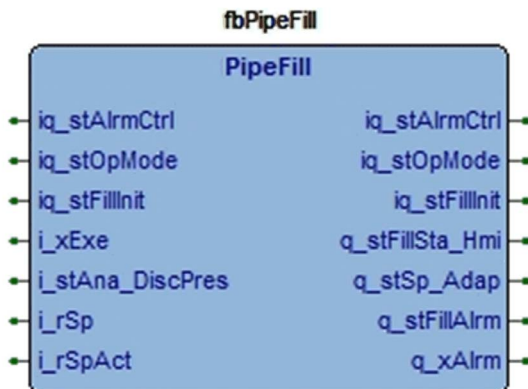 fbPipeFill
PipeFill
iq_stAlrmCtrl iq_stAlrmCtrl
iq_stOpMode iq_stOpMode
iq_stFillInit iq_stFillInit
i_xExe q_stFillSta_Hmi
i_stAna_DiscPres q_stSp_Adap
i_rSp q_stFillAlrm
i_rSpAct q_xAlrm